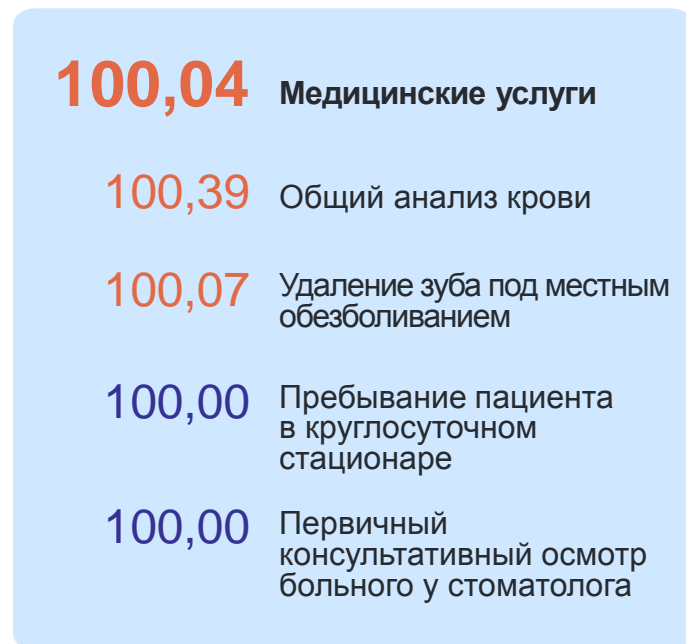 100,04 Медицинские услуги
100,39 Общий анализ крови
100,07 Удаление зуба под местным
обезболиванием
100,00 Пребывание пациента
в круглосуточном
стационаре
100,00 Первичный
консультативный осмотр
больного у стоматолога